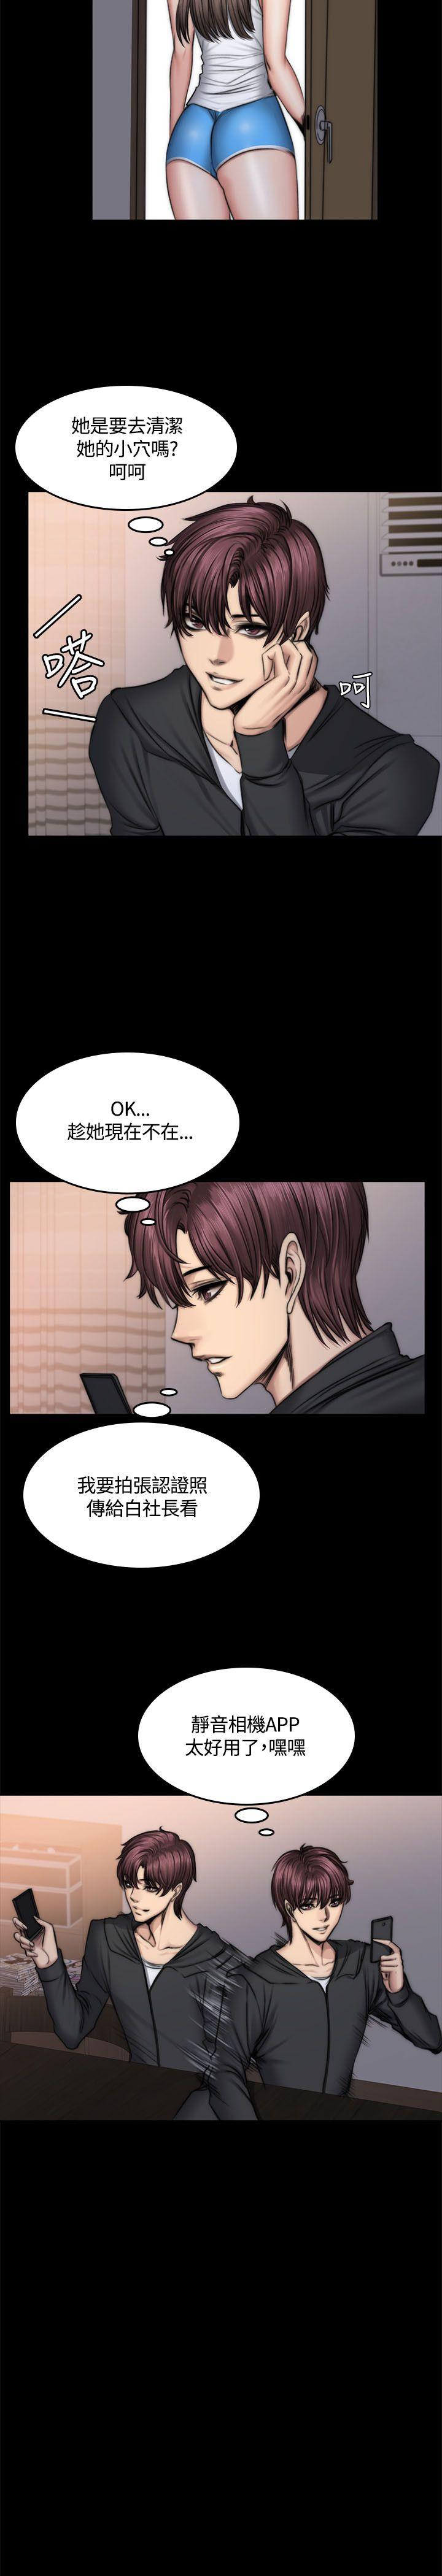 她是要去清潔
她的小穴嗎?
呵呵
嗒
呵
OK...
趁她現在不在...
我要拍張認證照
傳給白社長看
靜音相機APP
太好用了,嘿嘿